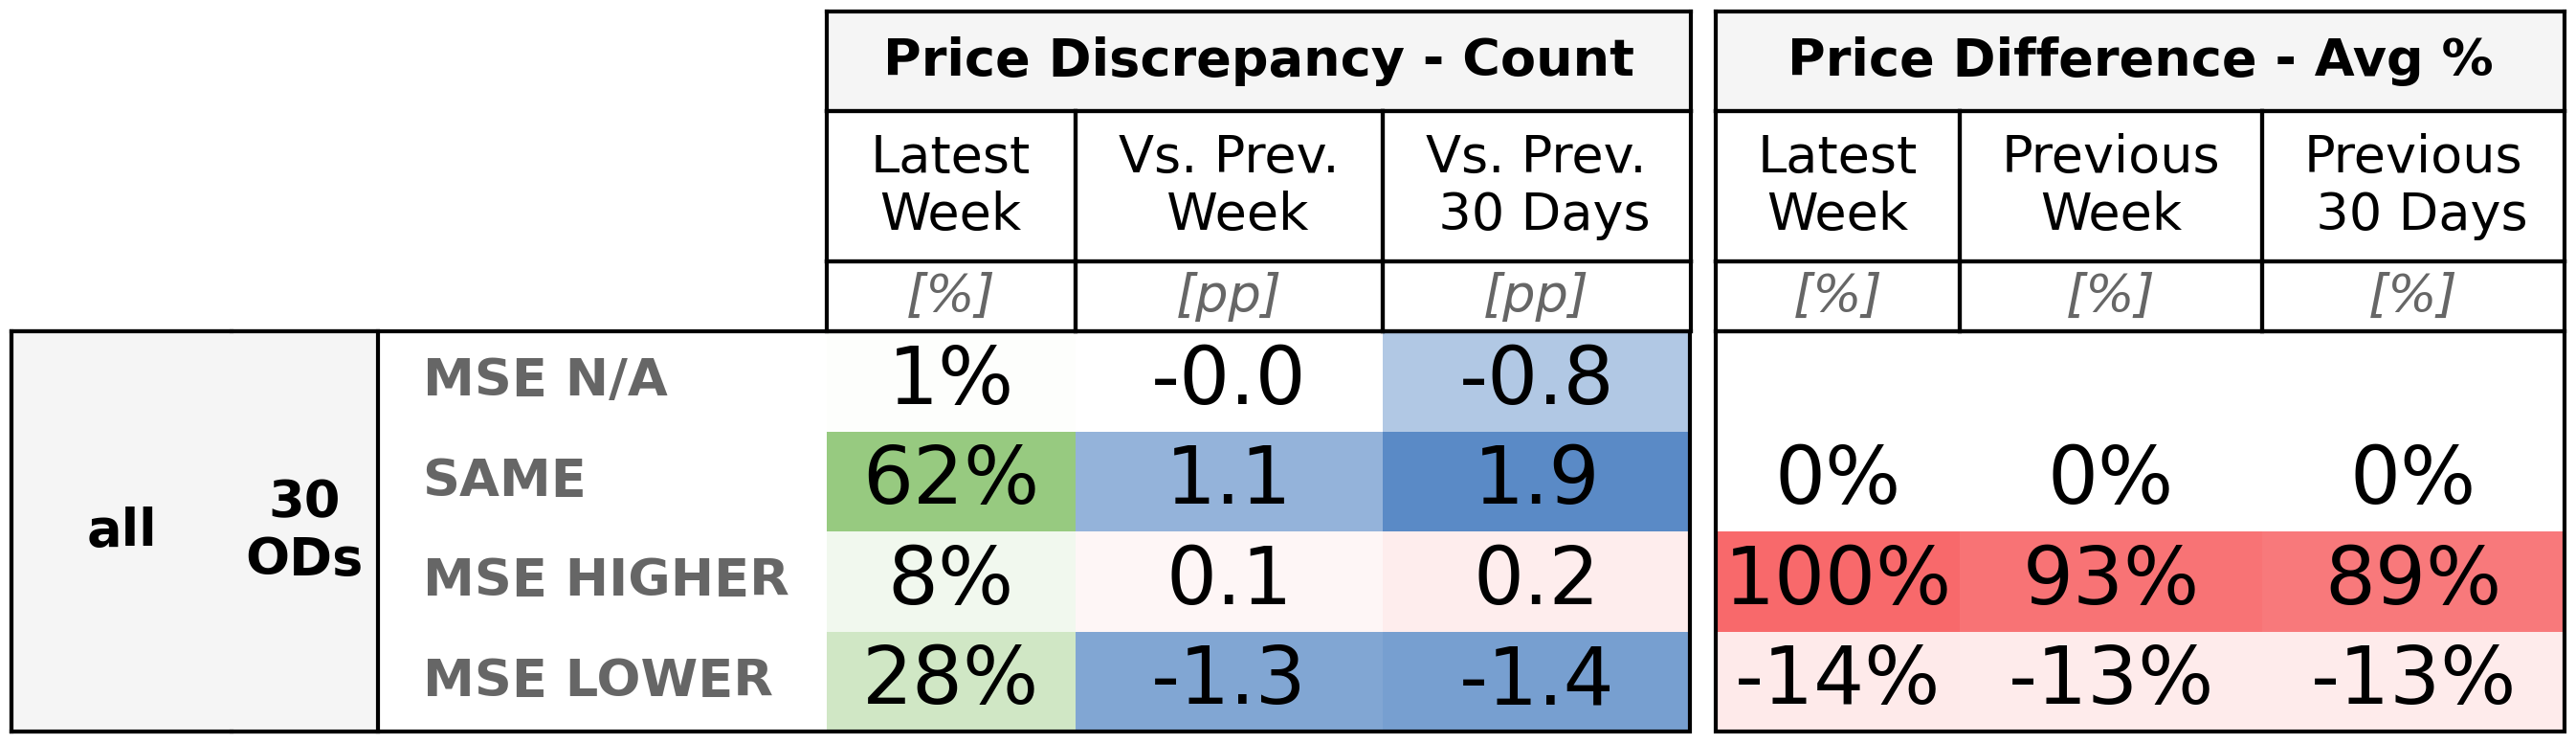 Price Discrepancy - Count Price Difference - Avg %
Latest Week Vs. Prev. Week Vs. Prev. 30 Days Latest Week Previous Week Previous 30 Days
[%] [pp] [pp] [%] [%] [%]
all 30 ODs
MSE N/A 1% -0.0 -0.8
SAME 62% 1.1 1.9 0% 0% 0%
MSE HIGHER 8% 0.1 0.2 100% 93% 89%
MSE LOWER 28% -1.3 -1.4 -14% -13% -13%